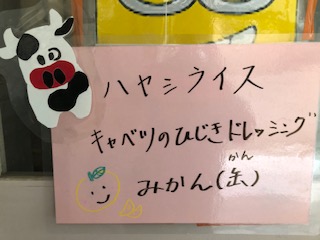 ハヤシライス
キャベツのひじきドレッシング
みかん(缶)
かん